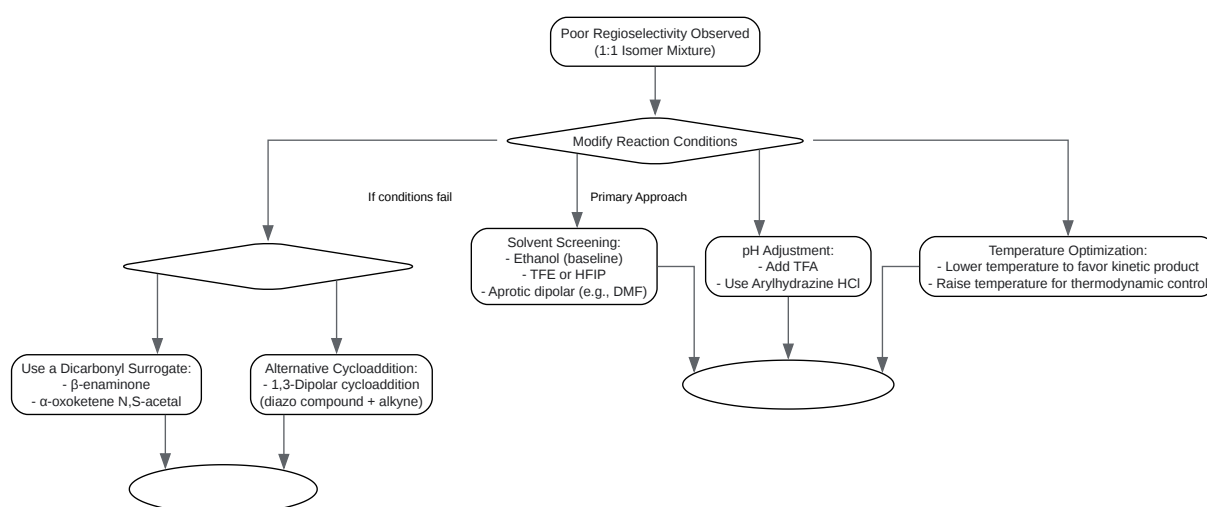 Poor Regioselectivity Observed
(1:1 Isomer Mixture)
Modify Reaction Conditions
If conditions fail
Primary Approach
Solvent Screening:
- Ethanol (baseline)
- TFE or HFIP
- Aprotic dipolar (e.g., DMF)
pH Adjustment:
- Add TFA
- Use Arylhydrazine HCl
Temperature Optimization:
- Lower temperature to favor kinetic product
- Raise temperature for thermodynamic control
Use a Dicarbonyl Surrogate:
- β-enaminone
- α-oxoketene N,S-acetal
Alternative Cycloaddition:
- 1,3-Dipolar cycloaddition
(diazo compound + alkyne)